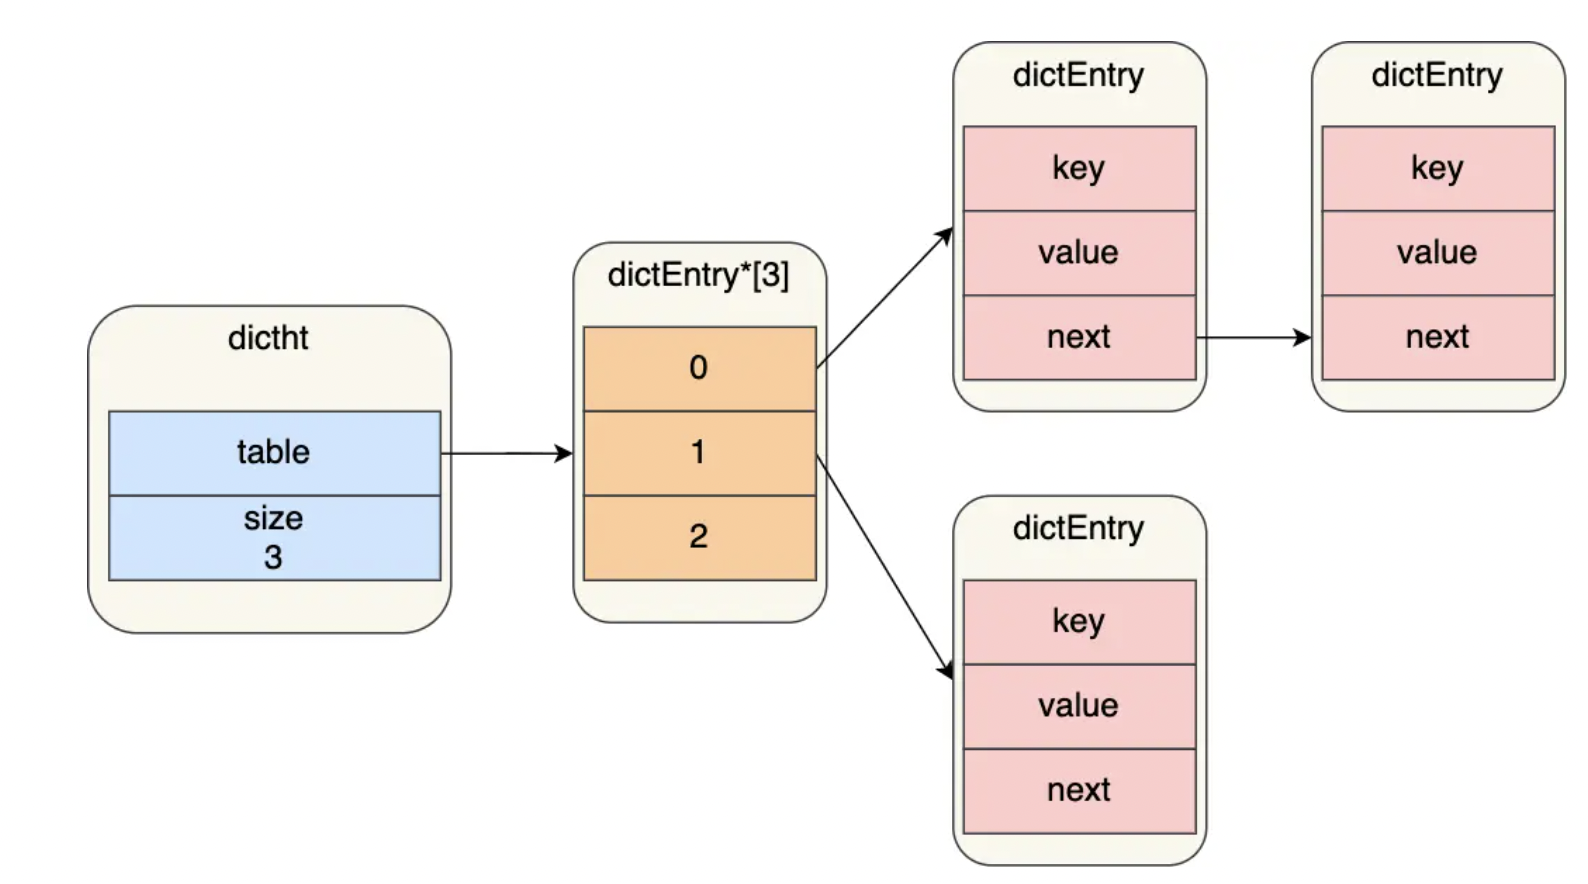 dictht
table
size
3
dictEntry*[3]
0
1
2
dictEntry
key
value
next
dictEntry
key
value
next
dictEntry
key
value
next